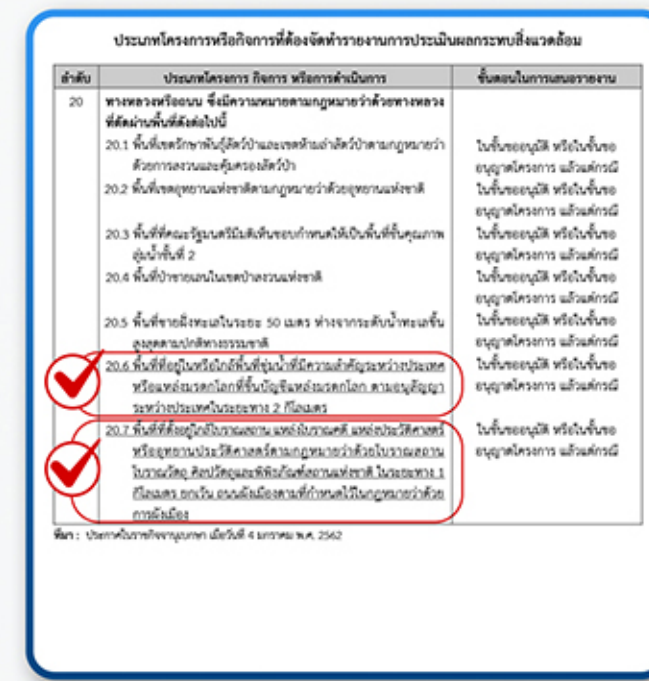 ประเภทโครงการหรือกิจการที่ต้องจัดทำรายงานการประเมินผลกระทบสิ่งแวดล้อม
ลำดับ ประเภทโครงการ กิจการ หรือการดำเนินการ ขั้นตอนในการเสนอรายงาน
20 ทางหลวงหรือถนน ซึ่งมีความหมายตามกฎหมายว่าด้วยทางหลวง
ที่ตัดผ่านพื้นที่ดังต่อไปนี้
20.1 พื้นที่เขตรักษาพันธุ์สัตว์ป่าและเขตห้ามล่าสัตว์ป่าตามกฎหมายว่า ในขั้นขออนุมัติ หรือในขั้นขอ
ด้วยการสงวนและคุ้มครองสัตว์ป่า อนุญาตโครงการ แล้วแต่กรณี
20.2 พื้นที่เขตอุทยานแห่งชาติตามกฎหมายว่าด้วยอุทยานแห่งชาติ ในขั้นขออนุมัติ หรือในขั้นขอ
อนุญาตโครงการ แล้วแต่กรณี
20.3 พื้นที่ที่คณะรัฐมนตรีมีมติเห็นชอบกำหนดให้เป็นพื้นที่ชั้นคุณภาพ ในขั้นขออนุมัติ หรือในขั้นขอ
ลุ่มน้ำชั้นที่ 2 อนุญาตโครงการ แล้วแต่กรณี
20.4 พื้นที่ป่าชายเลนในเขตป่าสงวนแห่งชาติ ในขั้นขออนุมัติ หรือในขั้นขอ
อนุญาตโครงการ แล้วแต่กรณี
20.5 พื้นที่ชายฝั่งทะเลในระยะ 50 เมตร ห่างจากระดับน้ำทะเลขึ้น ในขั้นขออนุมัติ หรือในขั้นขอ
สูงสุดตามปกติทางธรรมชาติ อนุญาตโครงการ แล้วแต่กรณี
20.6 พื้นที่ที่อยู่ในหรือใกล้พื้นที่ชุ่มน้ำที่มีความสำคัญระหว่างประเทศ ในขั้นขออนุมัติ หรือในขั้นขอ
หรือแหล่งมรดกโลกที่ขึ้นบัญชีแหล่งมรดกโลก ตามอนุสัญญา อนุญาตโครงการ แล้วแต่กรณี
ระหว่างประเทศในระยะทาง 2 กิโลเมตร
20.7 พื้นที่ที่ตั้งอยู่ใกล้โบราณสถาน แหล่งโบราณคดี แหล่งประวัติศาสตร์ ในขั้นขออนุมัติ หรือในขั้นขอ
หรืออุทยานประวัติศาสตร์ตามกฎหมายว่าด้วยโบราณสถาน อนุญาตโครงการ แล้วแต่กรณี
โบราณวัตถุ ศิลปวัตถุและพิพิธภัณฑ์สถานแห่งชาติ ในระยะทาง 1
กิโลเมตร ยกเว้น ถนนผังเมืองตามที่กำหนดไว้ในกฎหมายว่าด้วย
การผังเมือง
ที่มา : ประกาศในราชกิจจานุเบกษา เมื่อวันที่ 4 มกราคม พ.ศ. 2562